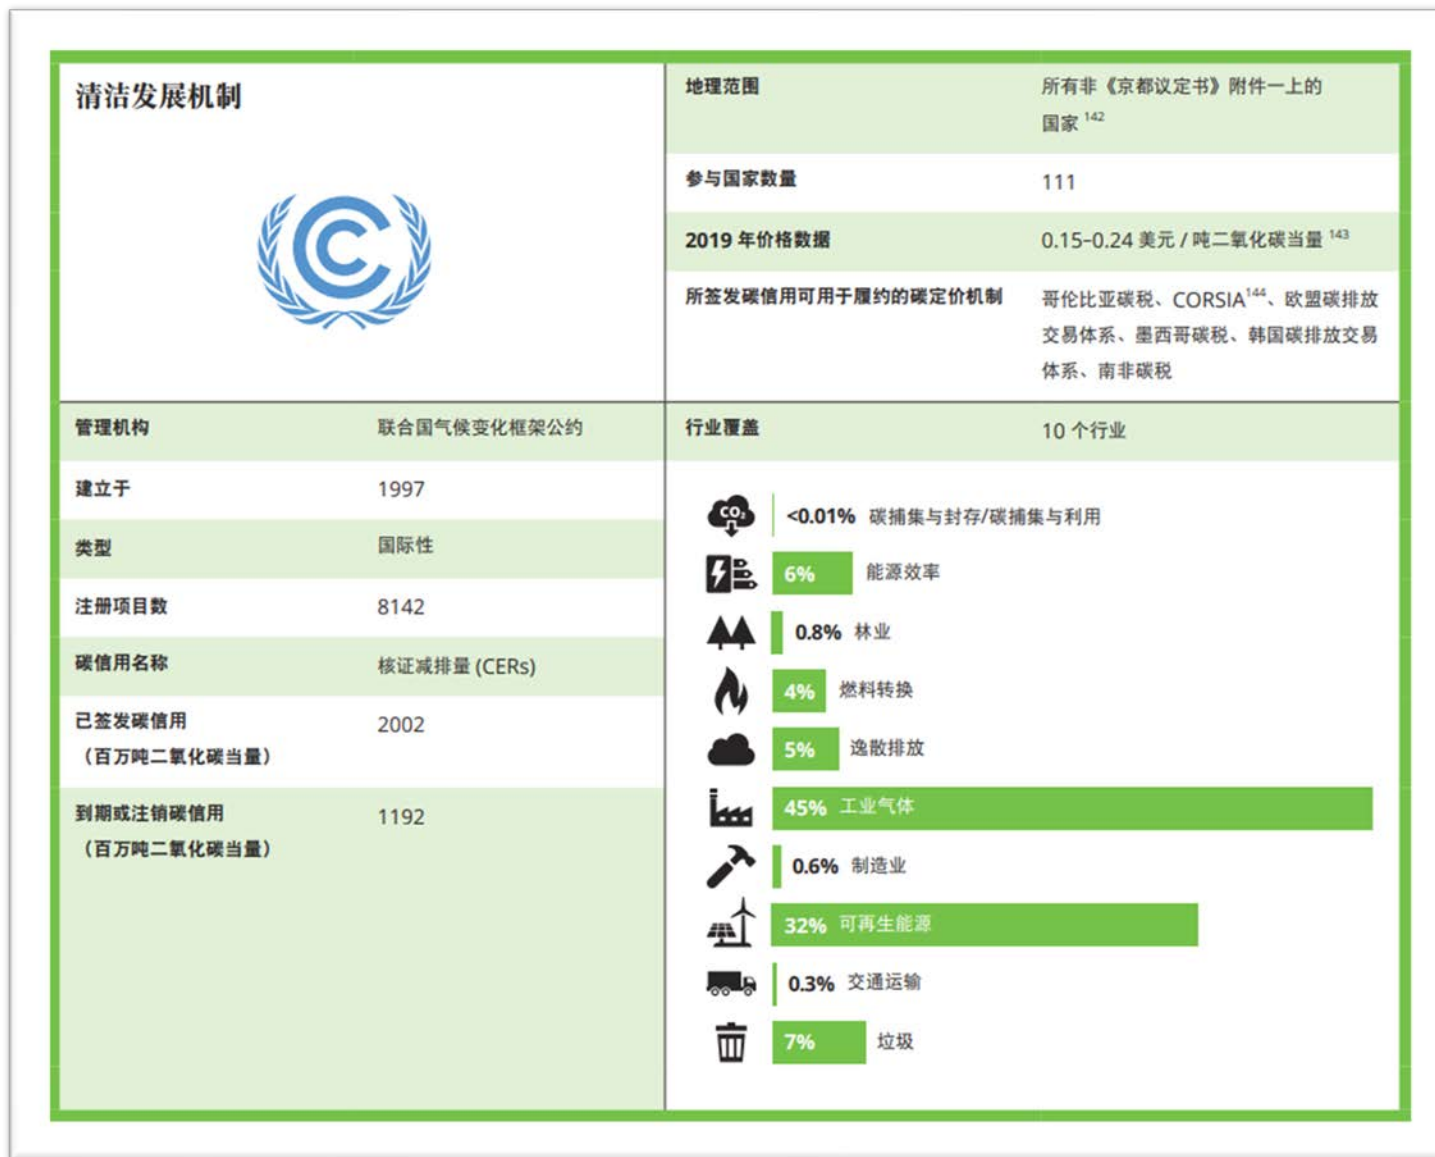 清洁发展机制
地理范围
所有非《京都议定书》附件一上的
国家 142
参与国家数量
111
2019 年价格数据
0.15–0.24 美元 / 吨二氧化碳当量 143
所签发碳信用可用于履约的碳定价机制
哥伦比亚碳税、CORSIA144、欧盟碳排放
交易体系、墨西哥碳税、韩国碳排放交易
体系、南非碳税
管理机构
联合国气候变化框架公约
建立于
1997
类型
国际性
注册项目数
8142
碳信用名称
核证减排量 (CERs)
已签发碳信用
（百万吨二氧化碳当量）
2002
到期或注销碳信用
（百万吨二氧化碳当量）
1192
行业覆盖
10 个行业
CO2
<0.01% 碳捕集与封存/碳捕集与利用
6% 能源效率
0.8% 林业
4% 燃料转换
5% 逸散排放
45% 工业气体
0.6% 制造业
32% 可再生能源
0.3% 交通运输
7% 垃圾